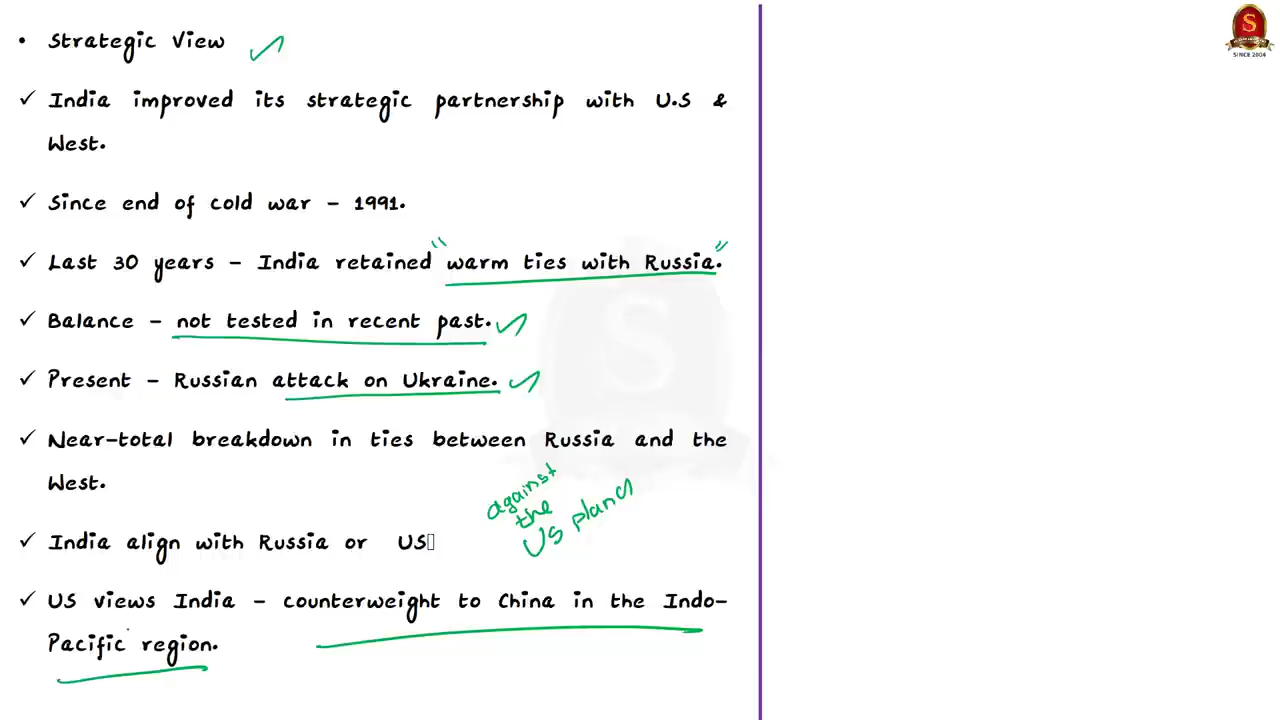 • Strategic View
✓ India improved its strategic partnership with U.S &
West.
✓ Since end of cold war - 1991.
✓ Last 30 years - India retained "warm ties with Russia."
✓ Balance - not tested in recent past.
✓ Present - Russian attack on Ukraine.
✓ Near-total breakdown in ties between Russia and the
West.
against
the
US plans
✓ India align with Russia or US
✓ US views India - counterweight to China in the Indo-
Pacific region.
S
SINCE 2004